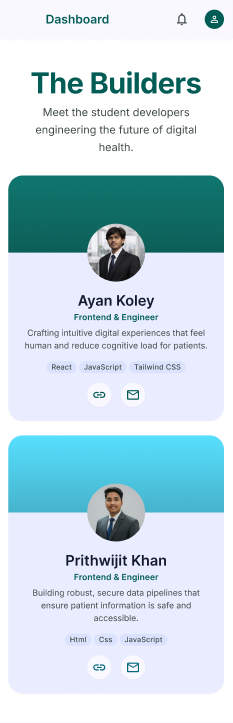 Dashboard
The Builders
Meet the student developers
engineering the future of digital
health.
Ayan Koley
Frontend & Engineer
Crafting intuitive digital experiences that feel
human and reduce cognitive load for patients.
React JavaScript Tailwind CSS
Prithwijit Khan
Frontend & Engineer
Building robust, secure data pipelines that
ensure patient information is safe and
accessible.
Html Css JavaScript